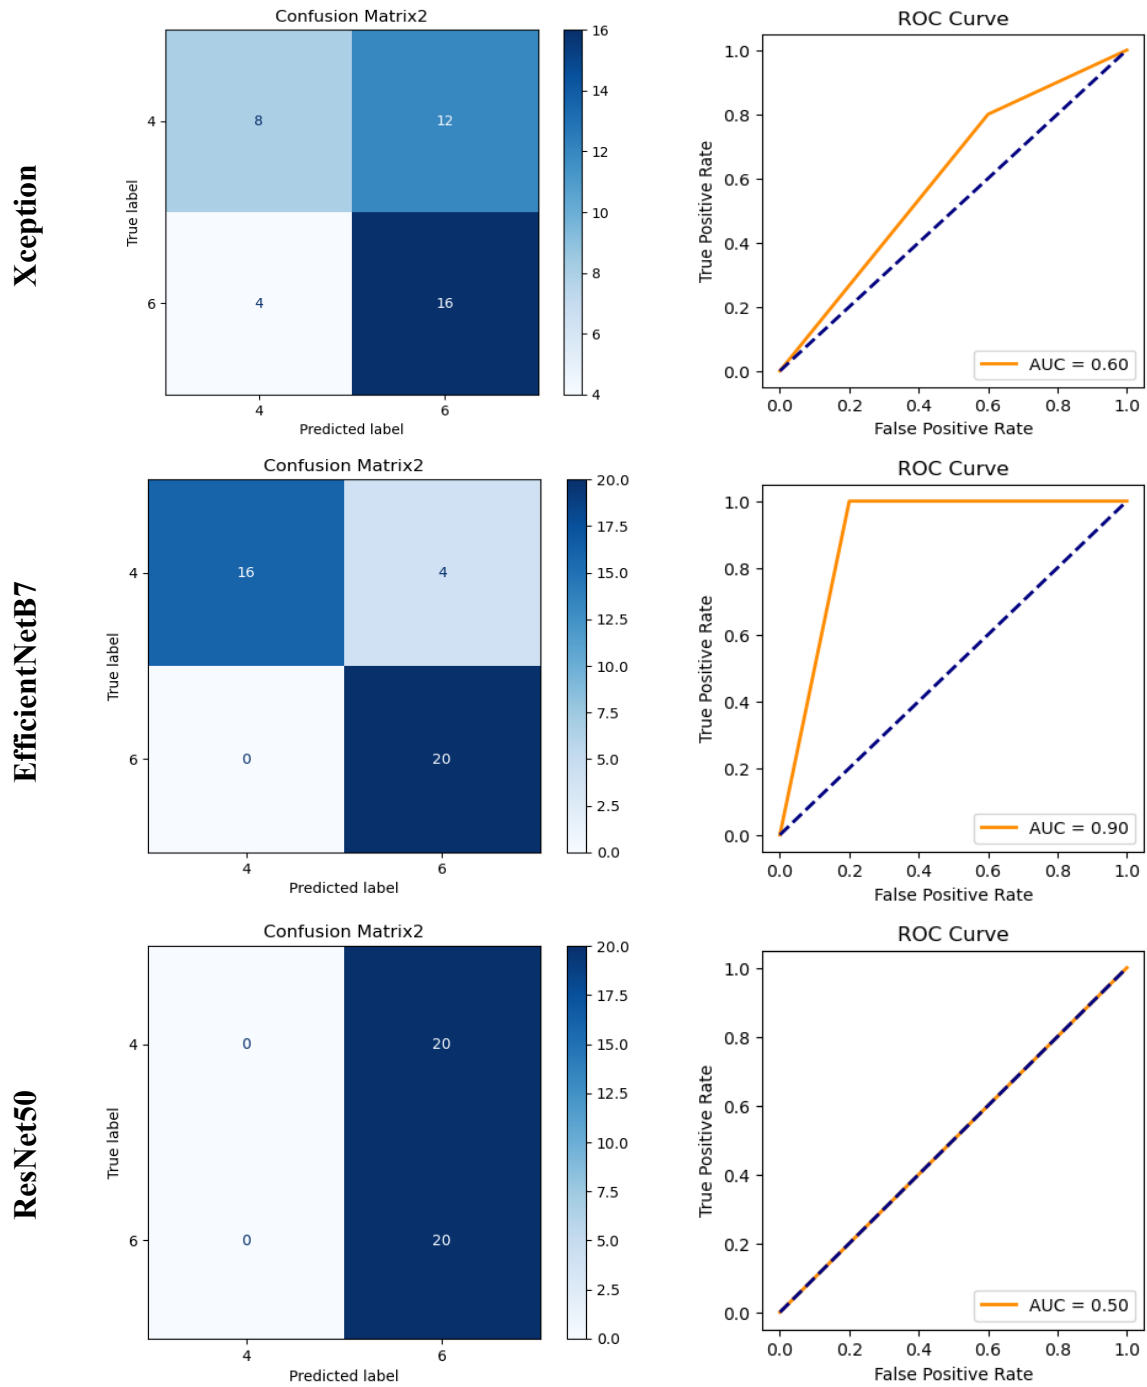 Xception
Confusion Matrix2
True label
4
6
8
12
4
16
4
6
Predicted label
16
14
12
10
8
6
4
ROC Curve
True Positive Rate
1.0
0.8
0.6
0.4
0.2
0.0
AUC = 0.60
0.0 0.2 0.4 0.6 0.8 1.0
False Positive Rate
EfficientNetB7
Confusion Matrix2
True label
4
6
16
4
0
20
4
6
Predicted label
20.0
17.5
15.0
12.5
10.0
7.5
5.0
2.5
0.0
ROC Curve
True Positive Rate
1.0
0.8
0.6
0.4
0.2
0.0
AUC = 0.90
0.0 0.2 0.4 0.6 0.8 1.0
False Positive Rate
ResNet50
Confusion Matrix2
True label
4
6
0
20
0
20
4
6
Predicted label
20.0
17.5
15.0
12.5
10.0
7.5
5.0
2.5
0.0
ROC Curve
True Positive Rate
1.0
0.8
0.6
0.4
0.2
0.0
AUC = 0.50
0.0 0.2 0.4 0.6 0.8 1.0
False Positive Rate